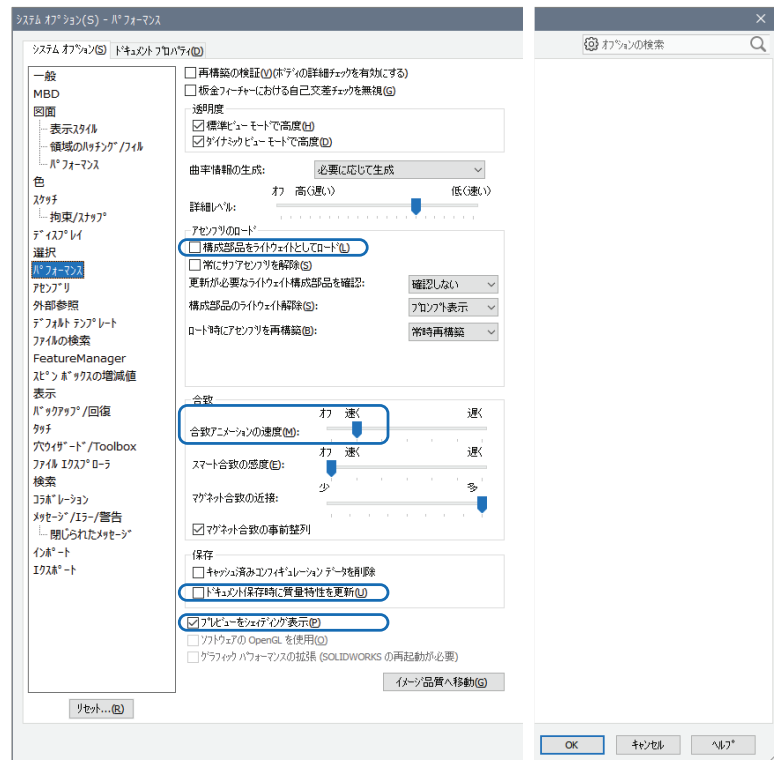 システム オプション(S) - パフォーマンス
システム オプション(S)
ドキュメント プロパティ(D)
オプションの検索
一般
MBD
図面
表示スタイル
領域のハッチング/フィル
パフォーマンス
色
スケッチ
拘束/スナップ
ディスプレイ
選択
パフォーマンス
アセンブリ
外部参照
デフォルト テンプレート
ファイルの検索
FeatureManager
スピン ボックスの増減値
表示
バックアップ/回復
タッチ
穴ウィザード/Toolbox
ファイル エクスプローラ
検索
コラボレーション
メッセージ/エラー/警告
閉じられたメッセージ
インポート
エクスポート
リセット...(R)
再構築の検証(V)(ボディの詳細チェックを有効にする)
板金フィーチャーにおける自己交差チェックを無視(G)
透明度
標準ビュー モードで高度(H)
ダイナミック ビュー モードで高度(D)
曲率情報の生成: 必要に応じて生成
オフ 高(遅い) 低(速い)
詳細レベル:
アセンブリのロード
構成部品をライトウェイトとしてロード(L)
常にサブアセンブリを解除(S)
更新が必要なライトウェイト構成部品を確認: 確認しない
構成部品のライトウェイト解除(S): プロンプト表示
ロード時にアセンブリを再構築(B): 常時再構築
合致
オフ 速く 遅く
合致アニメーションの速度(M):
オフ 速く 遅く
スマート合致の感度(E):
少 多
マグネット合致の近接:
マグネット合致の事前整列
保存
キャッシュ済みコンフィギュレーション データを削除
ドキュメント保存時に質量特性を更新(U)
プレビューをシェイディング表示(P)
ソフトウェアの OpenGL を使用(O)
グラフィック パフォーマンスの拡張 (SOLIDWORKS の再起動が必要)
イメージ品質へ移動(G)
OK
キャンセル
ヘルプ